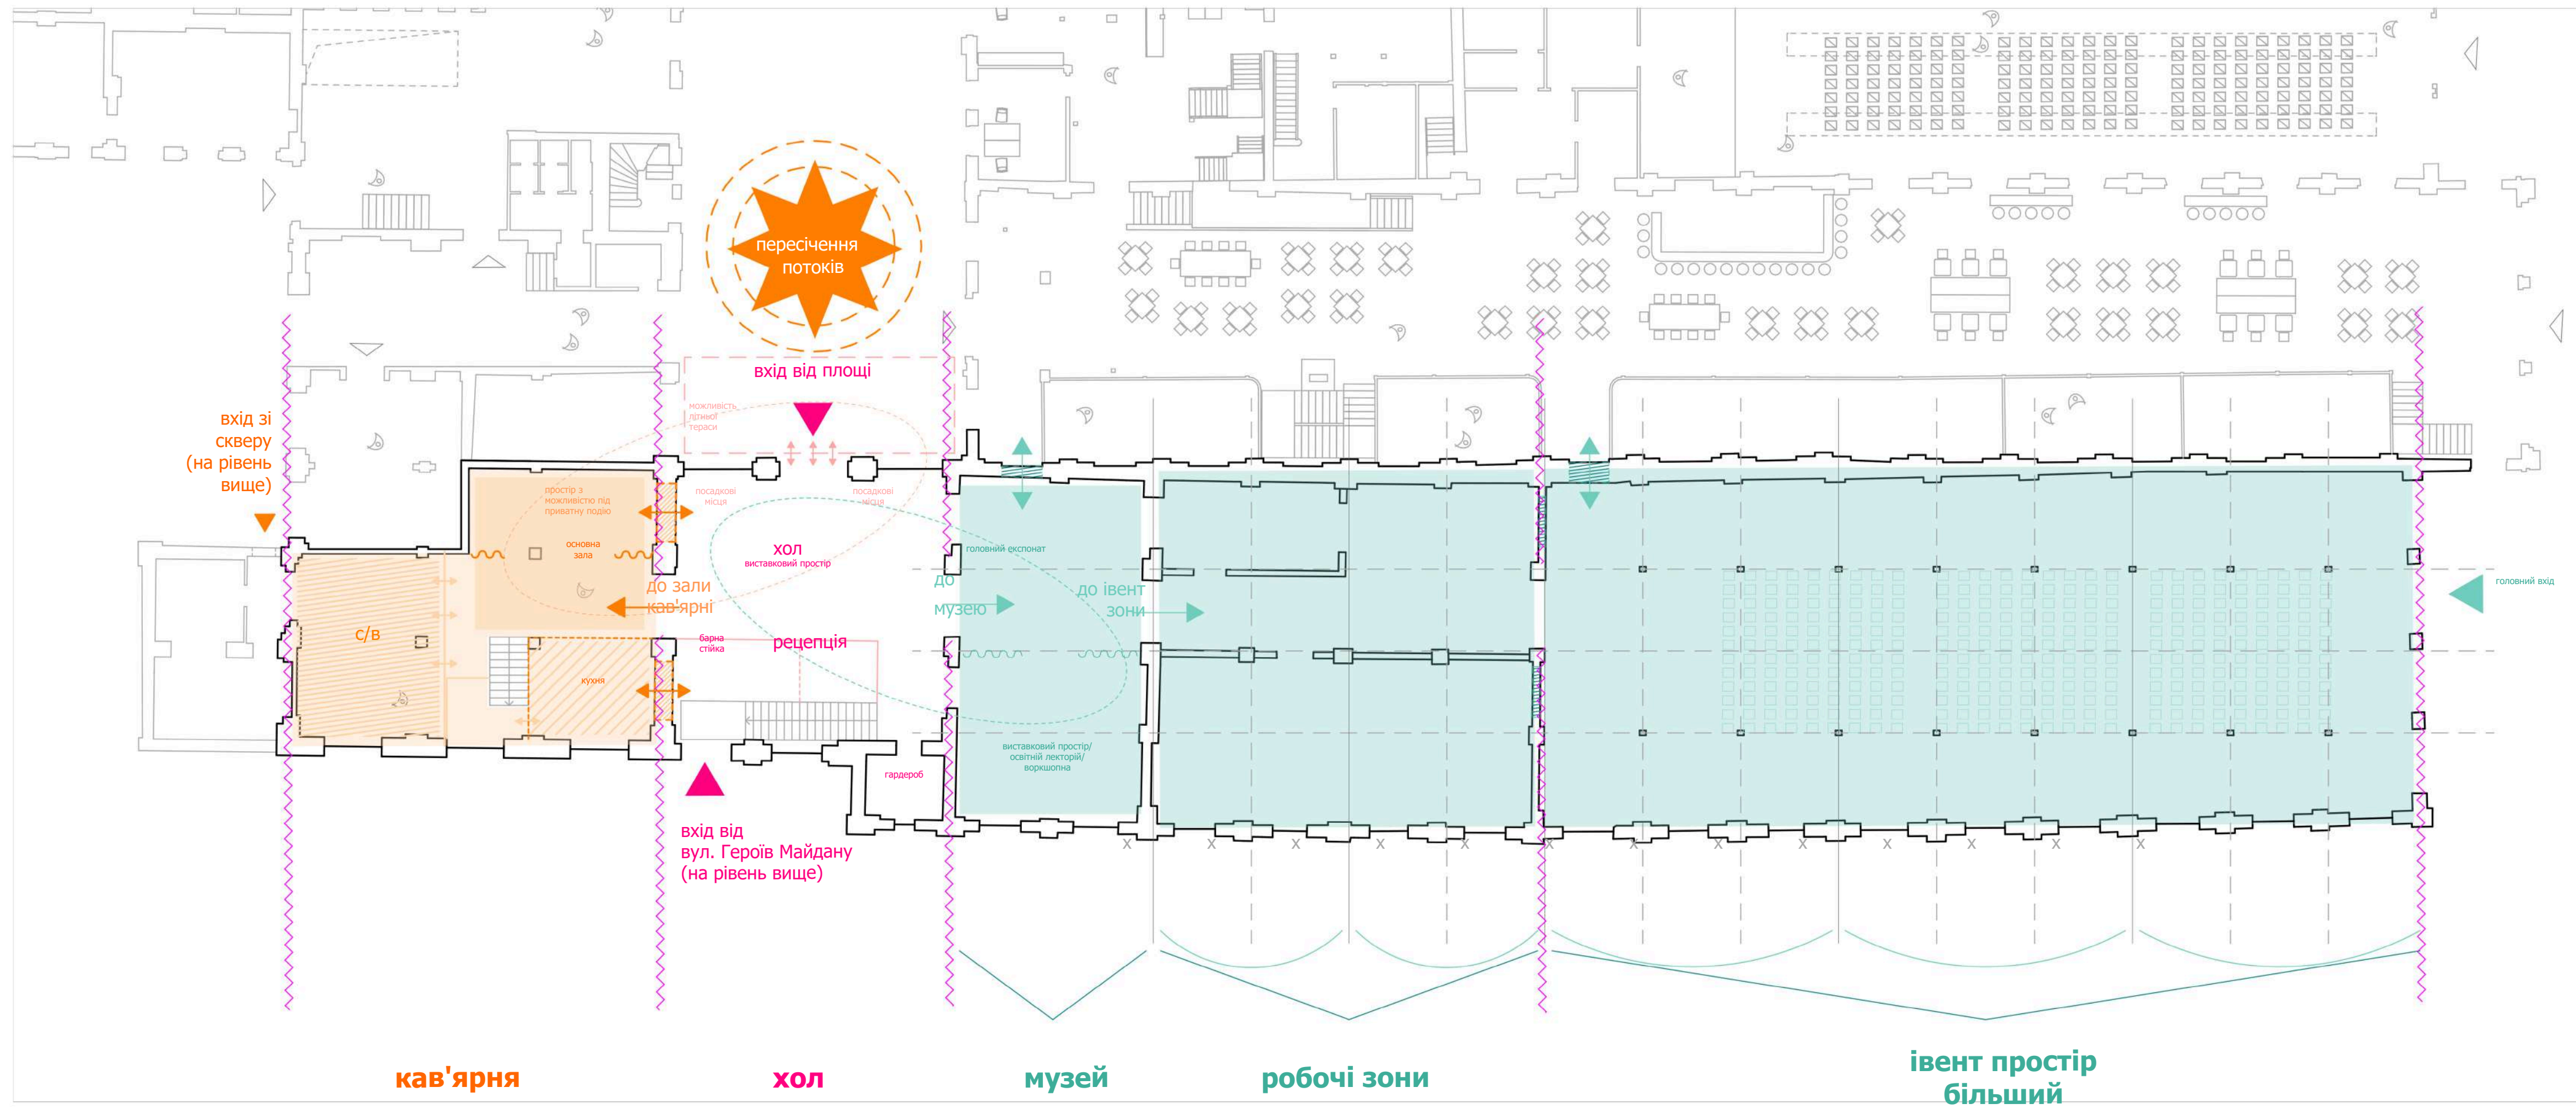 пересічення
потоків
вхід від площі
можливість
літньої
тераси
вхід зі
скверу
(на рівень
вище)
простір з
можливістю під
приватну подію
посадкові
місця
посадкові
місця
основна
зала
хол
виставковий простір
головний експонат
до зали
кав'ярні
до
музею
до івент
зони
головний вхід
с/в
барна
стійка
рецепція
кухня
виставковий простір/
освітній лекторій/
воркшопна
гардероб
вхід від
вул. Героїв Майдану
(на рівень вище)
x x x x x x x x x x x x x
кав'ярня
хол
музей
робочі зони
івент простір
більший